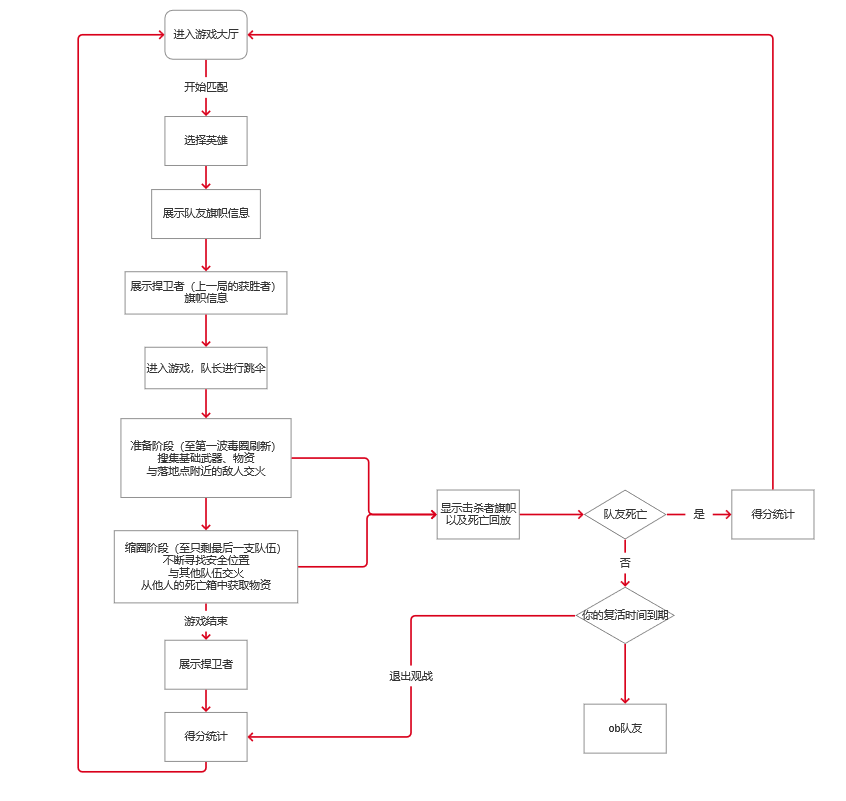 进入游戏大厅
开始匹配
选择英雄
展示队友旗帜信息
展示捍卫者（上一局的获胜者）
旗帜信息
进入游戏，队长进行跳伞
准备阶段（至第一波毒圈刷新）
搜集基础武器、物资
与落地点附近的敌人交火
缩圈阶段（至只剩最后一支队伍）
不断寻找安全位置
与其他队伍交火
从他人的死亡箱中获取物资
游戏结束
展示捍卫者
得分统计
显示击杀者旗帜
以及死亡回放
队友死亡
是
得分统计
否
你的复活时间到期
退出观战
ob队友